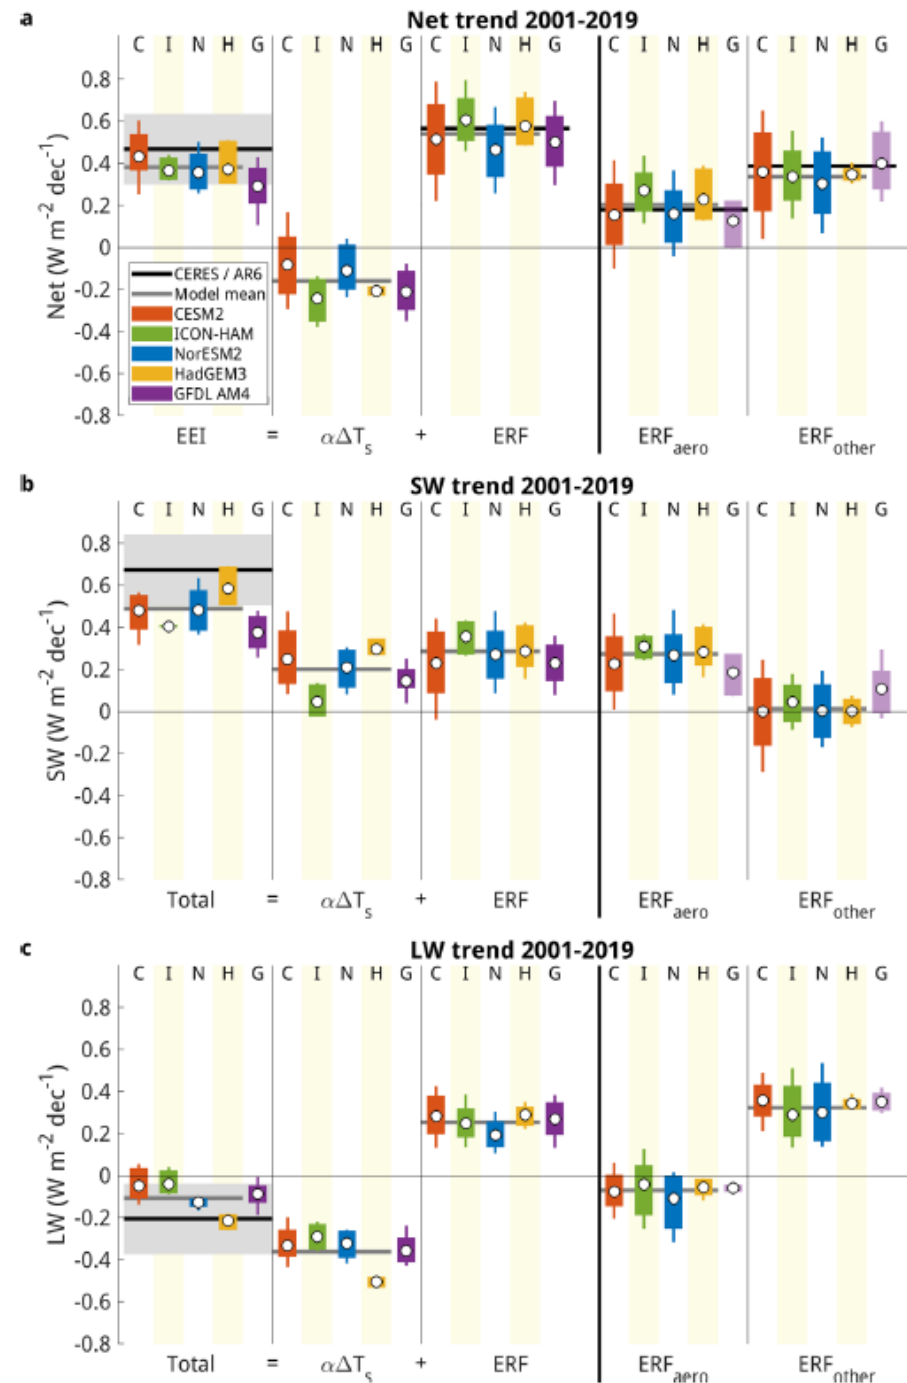 a
Net trend 2001-2019
C I N H G C I N H G C I N H G C I N H G C I N H G
0.8
0.6
0.4
0.2
0
-0.2
-0.4
-0.6
-0.8
Net (W m-2 dec-1)
CERES / AR6
Model mean
CESM2
ICON-HAM
NorESM2
HadGEM3
GFDL AM4
EEI = αΔTs + ERF ERFaero ERFother
b
SW trend 2001-2019
C I N H G C I N H G C I N H G C I N H G C I N H G
0.8
0.6
0.4
0.2
0
-0.2
-0.4
-0.6
-0.8
SW (W m-2 dec-1)
Total = αΔTs + ERF ERFaero ERFother
c
LW trend 2001-2019
C I N H G C I N H G C I N H G C I N H G C I N H G
0.8
0.6
0.4
0.2
0
-0.2
-0.4
-0.6
-0.8
LW (W m-2 dec-1)
Total = αΔTs + ERF ERFaero ERFother